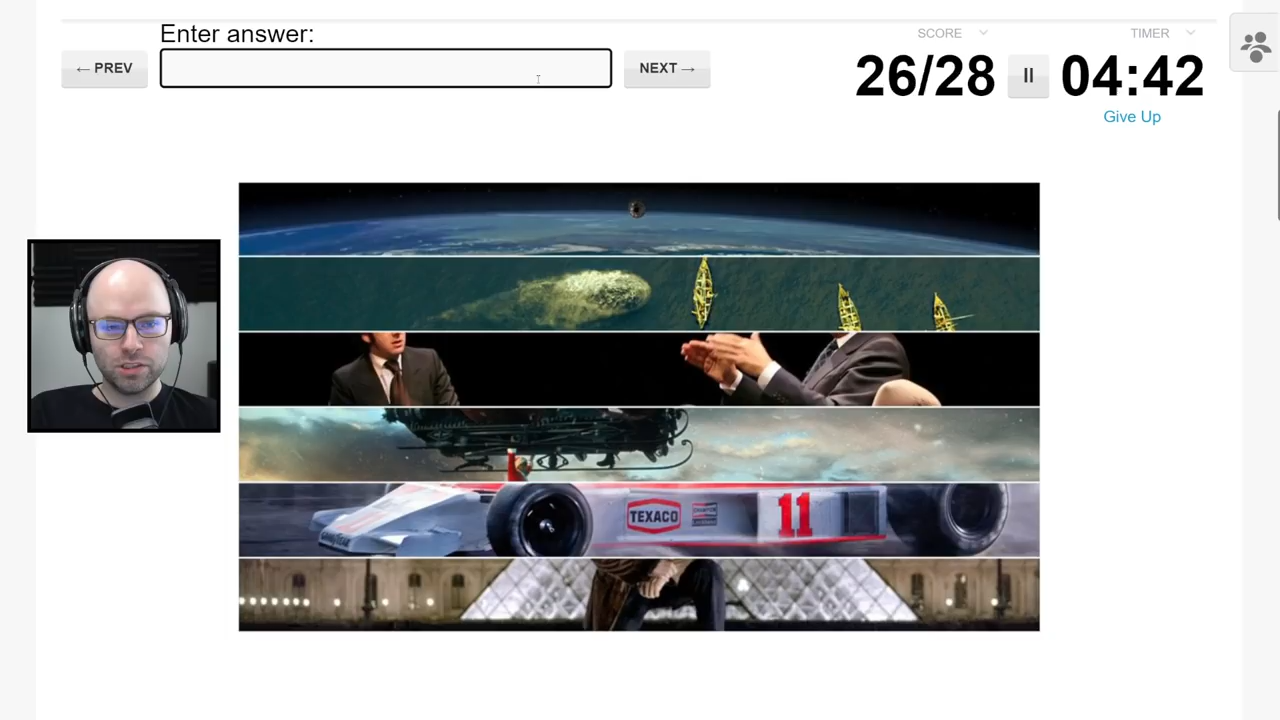 Enter answer:
← PREV
NEXT →
SCORE
26/28
TIMER
04:42
Give Up
TEXACO
11